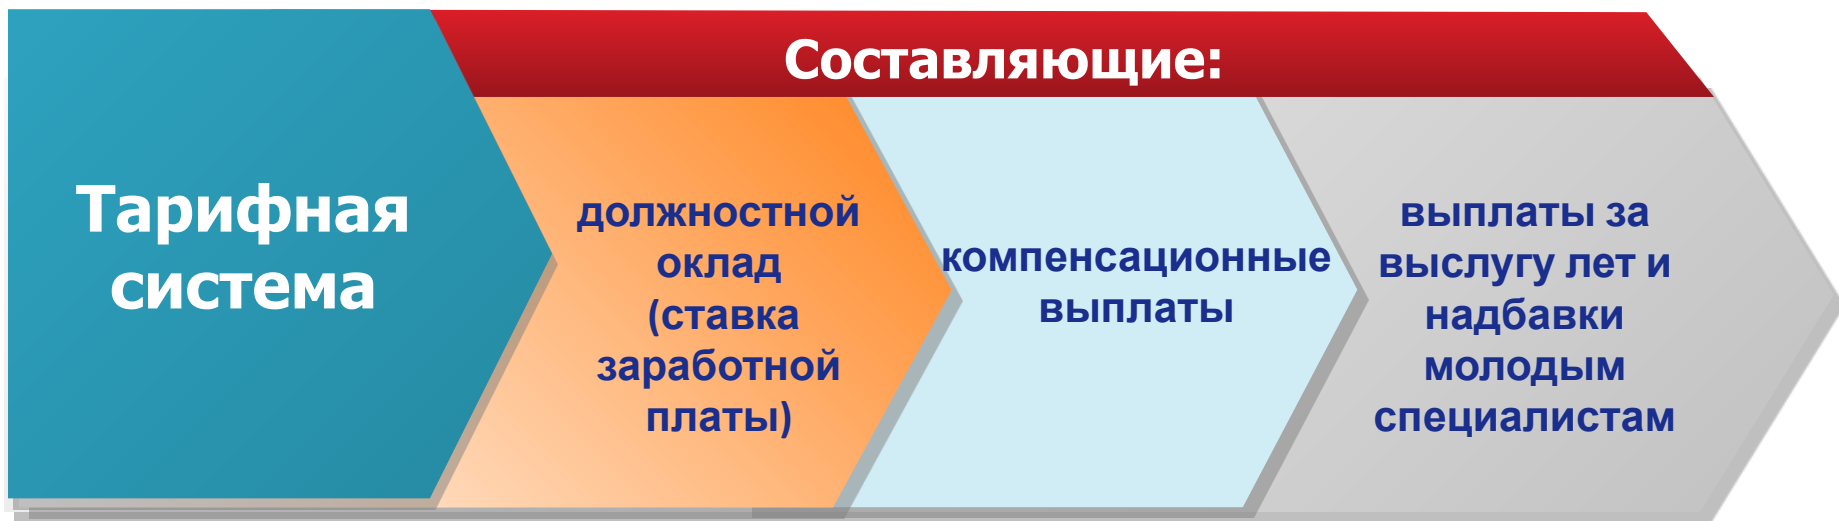 Составляющие:
Тарифная
система
должностной
оклад
(ставка
заработной
платы)
компенсационные
выплаты
выплаты за
выслугу лет и
надбавки
молодым
специалистам